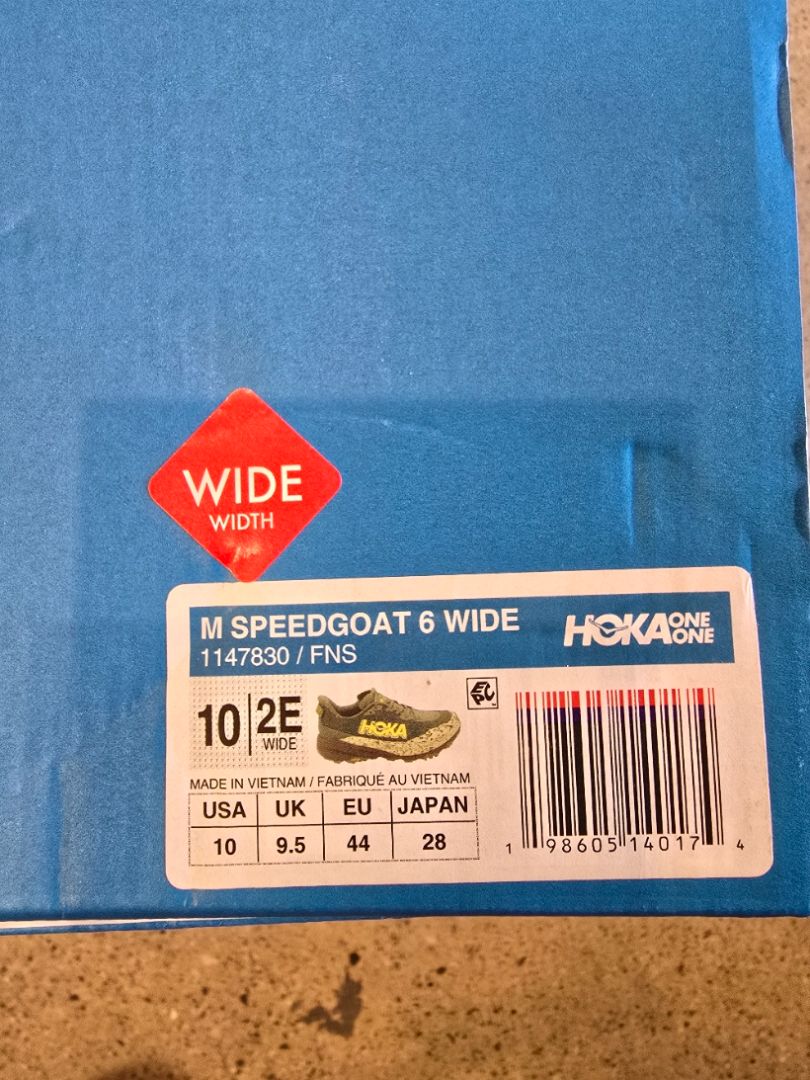 WIDE
WIDTH
M SPEEDGOAT 6 WIDE
1147830 / FNS
HOKA ONE ONE
10 2E
WIDE
HOKA
MADE IN VIETNAM / FABRIQUÉ AU VIETNAM
USA UK EU JAPAN
10 9.5 44 28
1 98605 14017 4